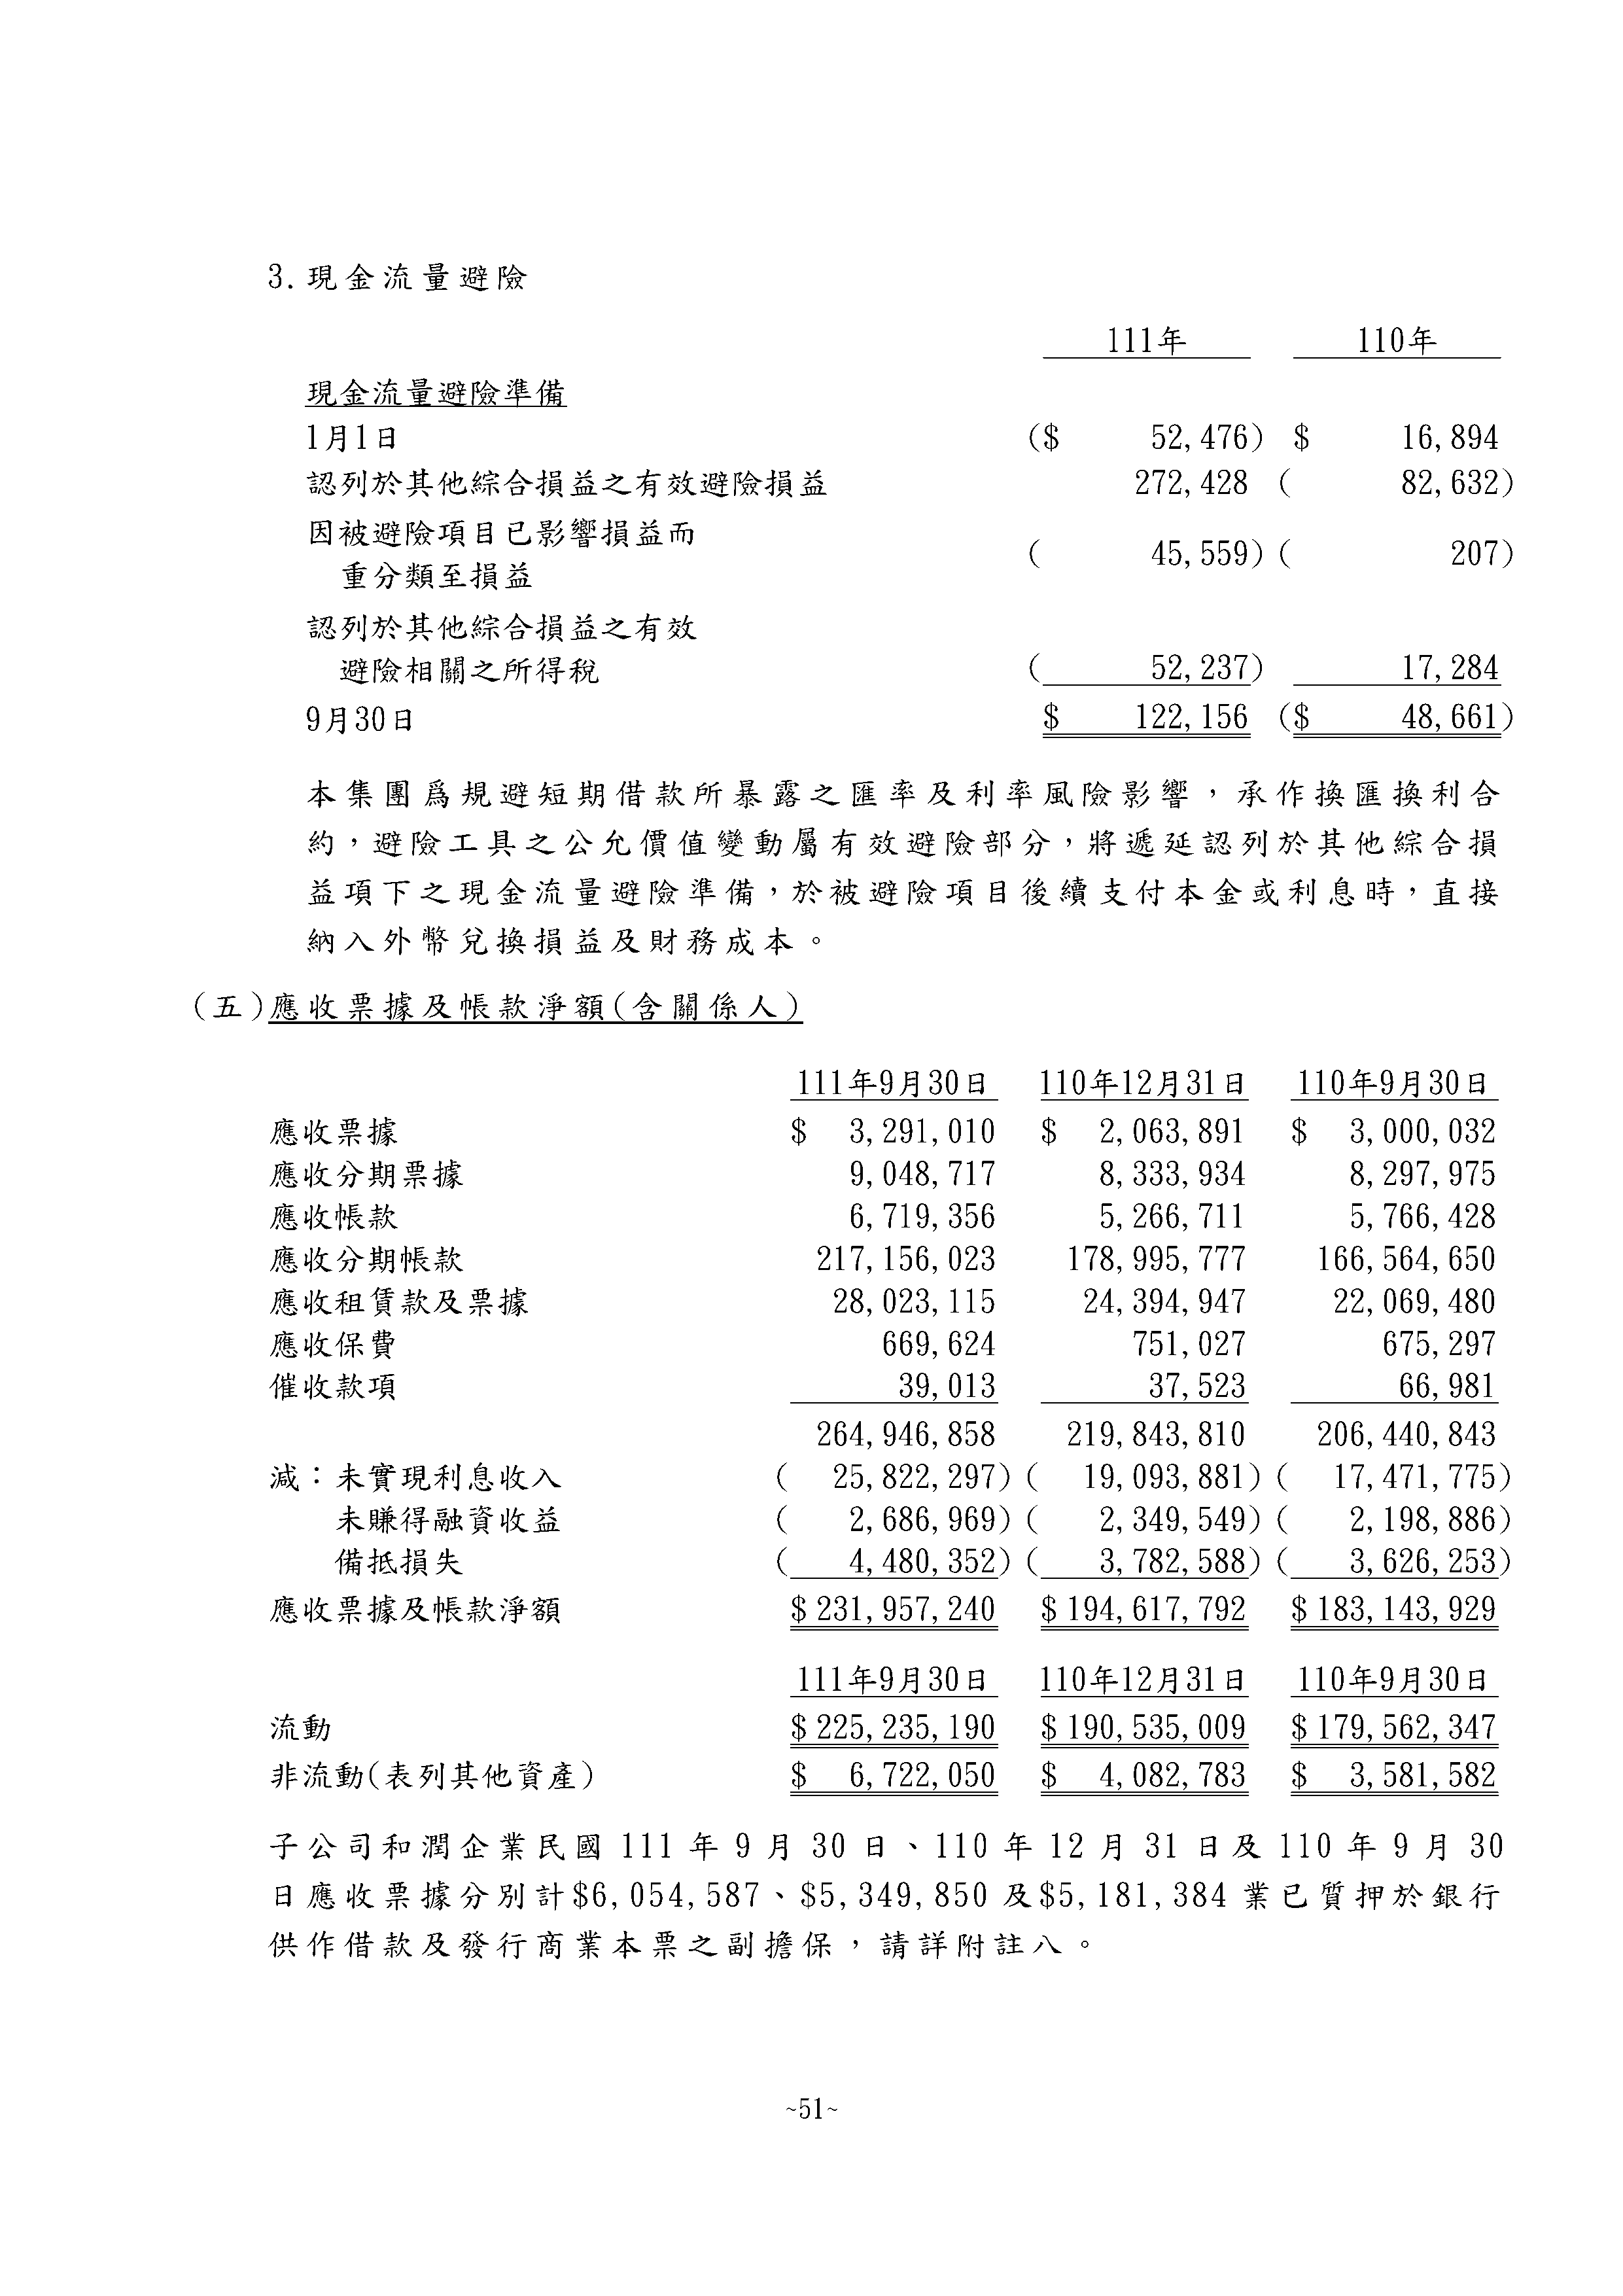 3.現金流量避險
111年 110年
現金流量避險準備
1月1日 ($ 52,476) $ 16,894
認列於其他綜合損益之有效避險損益 272,428 ( 82,632)
因被避險項目已影響損益而
重分類至損益 ( 45,559) ( 207)
認列於其他綜合損益之有效
避險相關之所得稅 ( 52,237) 17,284
9月30日 $ 122,156 ($ 48,661)
本集團為規避短期借款所暴露之匯率及利率風險影響，承作換匯換利合
約，避險工具之公允價值變動屬有效避險部分，將遞延認列於其他綜合損
益項下之現金流量避險準備，於被避險項目後續支付本金或利息時，直接
納入外幣兌換損益及財務成本。
(五)應收票據及帳款淨額(含關係人)
111年9月30日 110年12月31日 110年9月30日
應收票據 $ 3,291,010 $ 2,063,891 $ 3,000,032
應收分期票據 9,048,717 8,333,934 8,297,975
應收帳款 6,719,356 5,266,711 5,766,428
應收分期帳款 217,156,023 178,995,777 166,564,650
應收租賃款及票據 28,023,115 24,394,947 22,069,480
應收保費 669,624 751,027 675,297
催收款項 39,013 37,523 66,981
264,946,858 219,843,810 206,440,843
減：未實現利息收入 ( 25,822,297) ( 19,093,881) ( 17,471,775)
未賺得融資收益 ( 2,686,969) ( 2,349,549) ( 2,198,886)
備抵損失 ( 4,480,352) ( 3,782,588) ( 3,626,253)
應收票據及帳款淨額 $ 231,957,240 $ 194,617,792 $ 183,143,929
111年9月30日 110年12月31日 110年9月30日
流動 $ 225,235,190 $ 190,535,009 $ 179,562,347
非流動(表列其他資產) $ 6,722,050 $ 4,082,783 $ 3,581,582
子公司和潤企業民國 111 年 9 月 30 日、110 年 12 月 31 日及 110 年 9 月 30
日應收票據分別計$6,054,587、$5,349,850 及$5,181,384 業已質押於銀行
供作借款及發行商業本票之副擔保，請詳附註八。
~51~